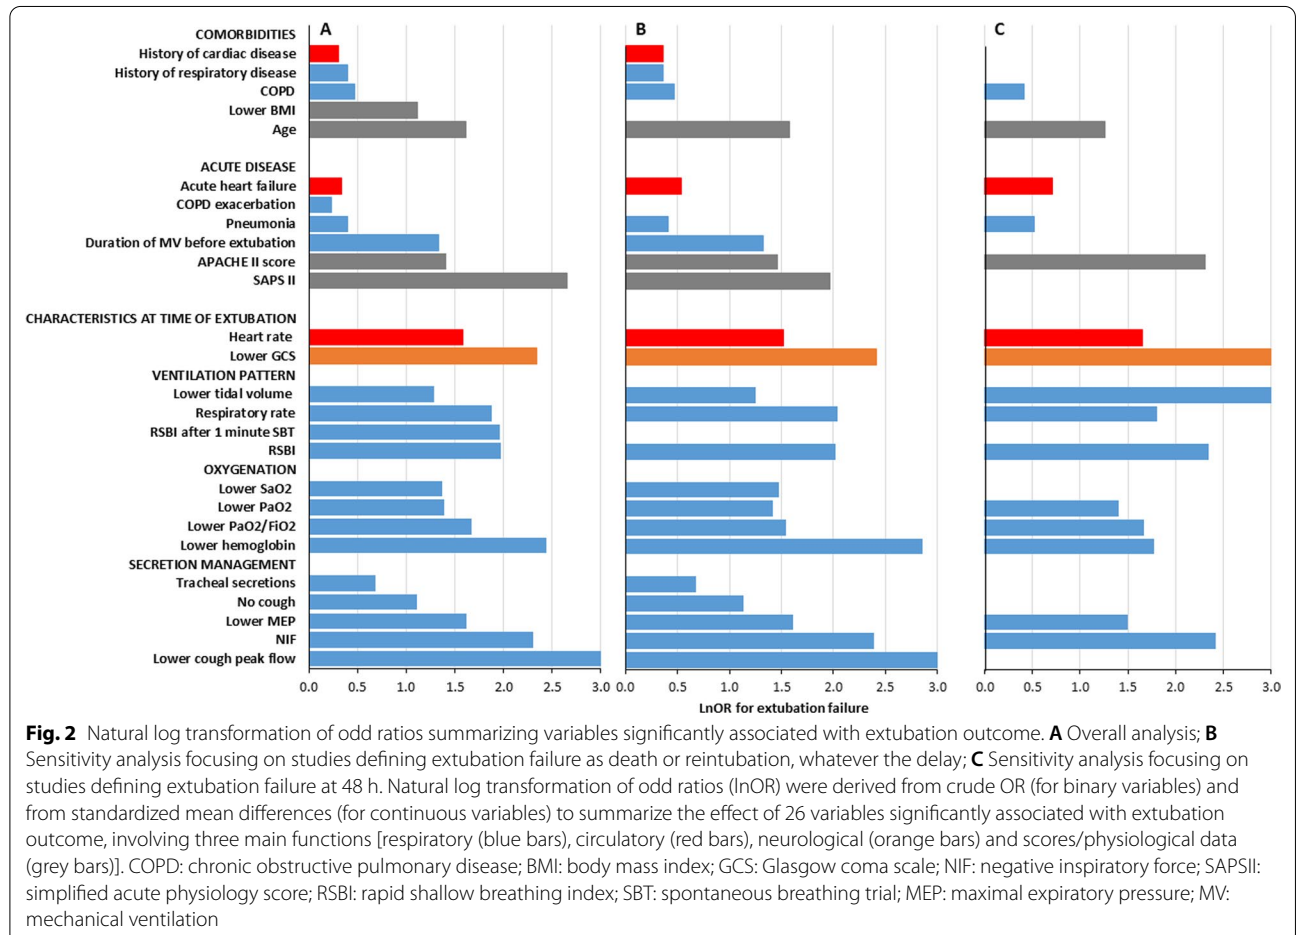 A B C
COMORBIDITIES
History of cardiac disease
History of respiratory disease
COPD
Lower BMI
Age
ACUTE DISEASE
Acute heart failure
COPD exacerbation
Pneumonia
Duration of MV before extubation
APACHE II score
SAPS II
CHARACTERISTICS AT TIME OF EXTUBATION
Heart rate
Lower GCS
VENTILATION PATTERN
Lower tidal volume
Respiratory rate
RSBI after 1 minute SBT
RSBI
OXYGENATION
Lower SaO2
Lower PaO2
Lower PaO2/FiO2
Lower hemoglobin
SECRETION MANAGEMENT
Tracheal secretions
No cough
Lower MEP
NIF
Lower cough peak flow
0.0 0.5 1.0 1.5 2.0 2.5 3.0 0.0 0.5 1.0 1.5 2.0 2.5 3.0 0.0 0.5 1.0 1.5 2.0 2.5 3.0
LnOR for extubation failure
Fig. 2 Natural log transformation of odd ratios summarizing variables significantly associated with extubation outcome. A Overall analysis; B
Sensitivity analysis focusing on studies defining extubation failure as death or reintubation, whatever the delay; C Sensitivity analysis focusing on
studies defining extubation failure at 48 h. Natural log transformation of odd ratios (lnOR) were derived from crude OR (for binary variables) and
from standardized mean differences (for continuous variables) to summarize the effect of 26 variables significantly associated with extubation
outcome, involving three main functions [respiratory (blue bars), circulatory (red bars), neurological (orange bars) and scores/physiological data
(grey bars)]. COPD: chronic obstructive pulmonary disease; BMI: body mass index; GCS: Glasgow coma scale; NIF: negative inspiratory force; SAPSII:
simplified acute physiology score; RSBI: rapid shallow breathing index; SBT: spontaneous breathing trial; MEP: maximal expiratory pressure; MV:
mechanical ventilation